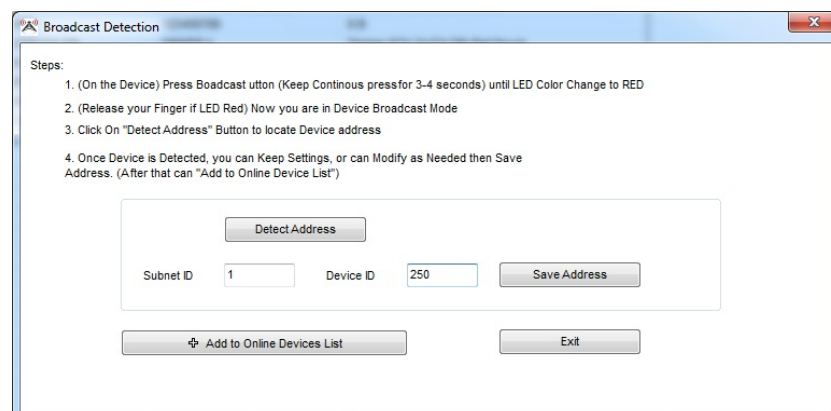 Broadcast Detection
Steps:
1. (On the Device) Press Boadcast utton (Keep Continous pressfor 3-4 seconds) until LED Color Change to RED
2. (Release your Finger if LED Red) Now you are in Device Broadcast Mode
3. Click On "Detect Address" Button to locate Device address
4. Once Device is Detected, you can Keep Settings, or can Modify as Needed then Save
Address. (After that can "Add to Online Device List")
Detect Address
Subnet ID 1 Device ID 250 Save Address
Add to Online Devices List Exit